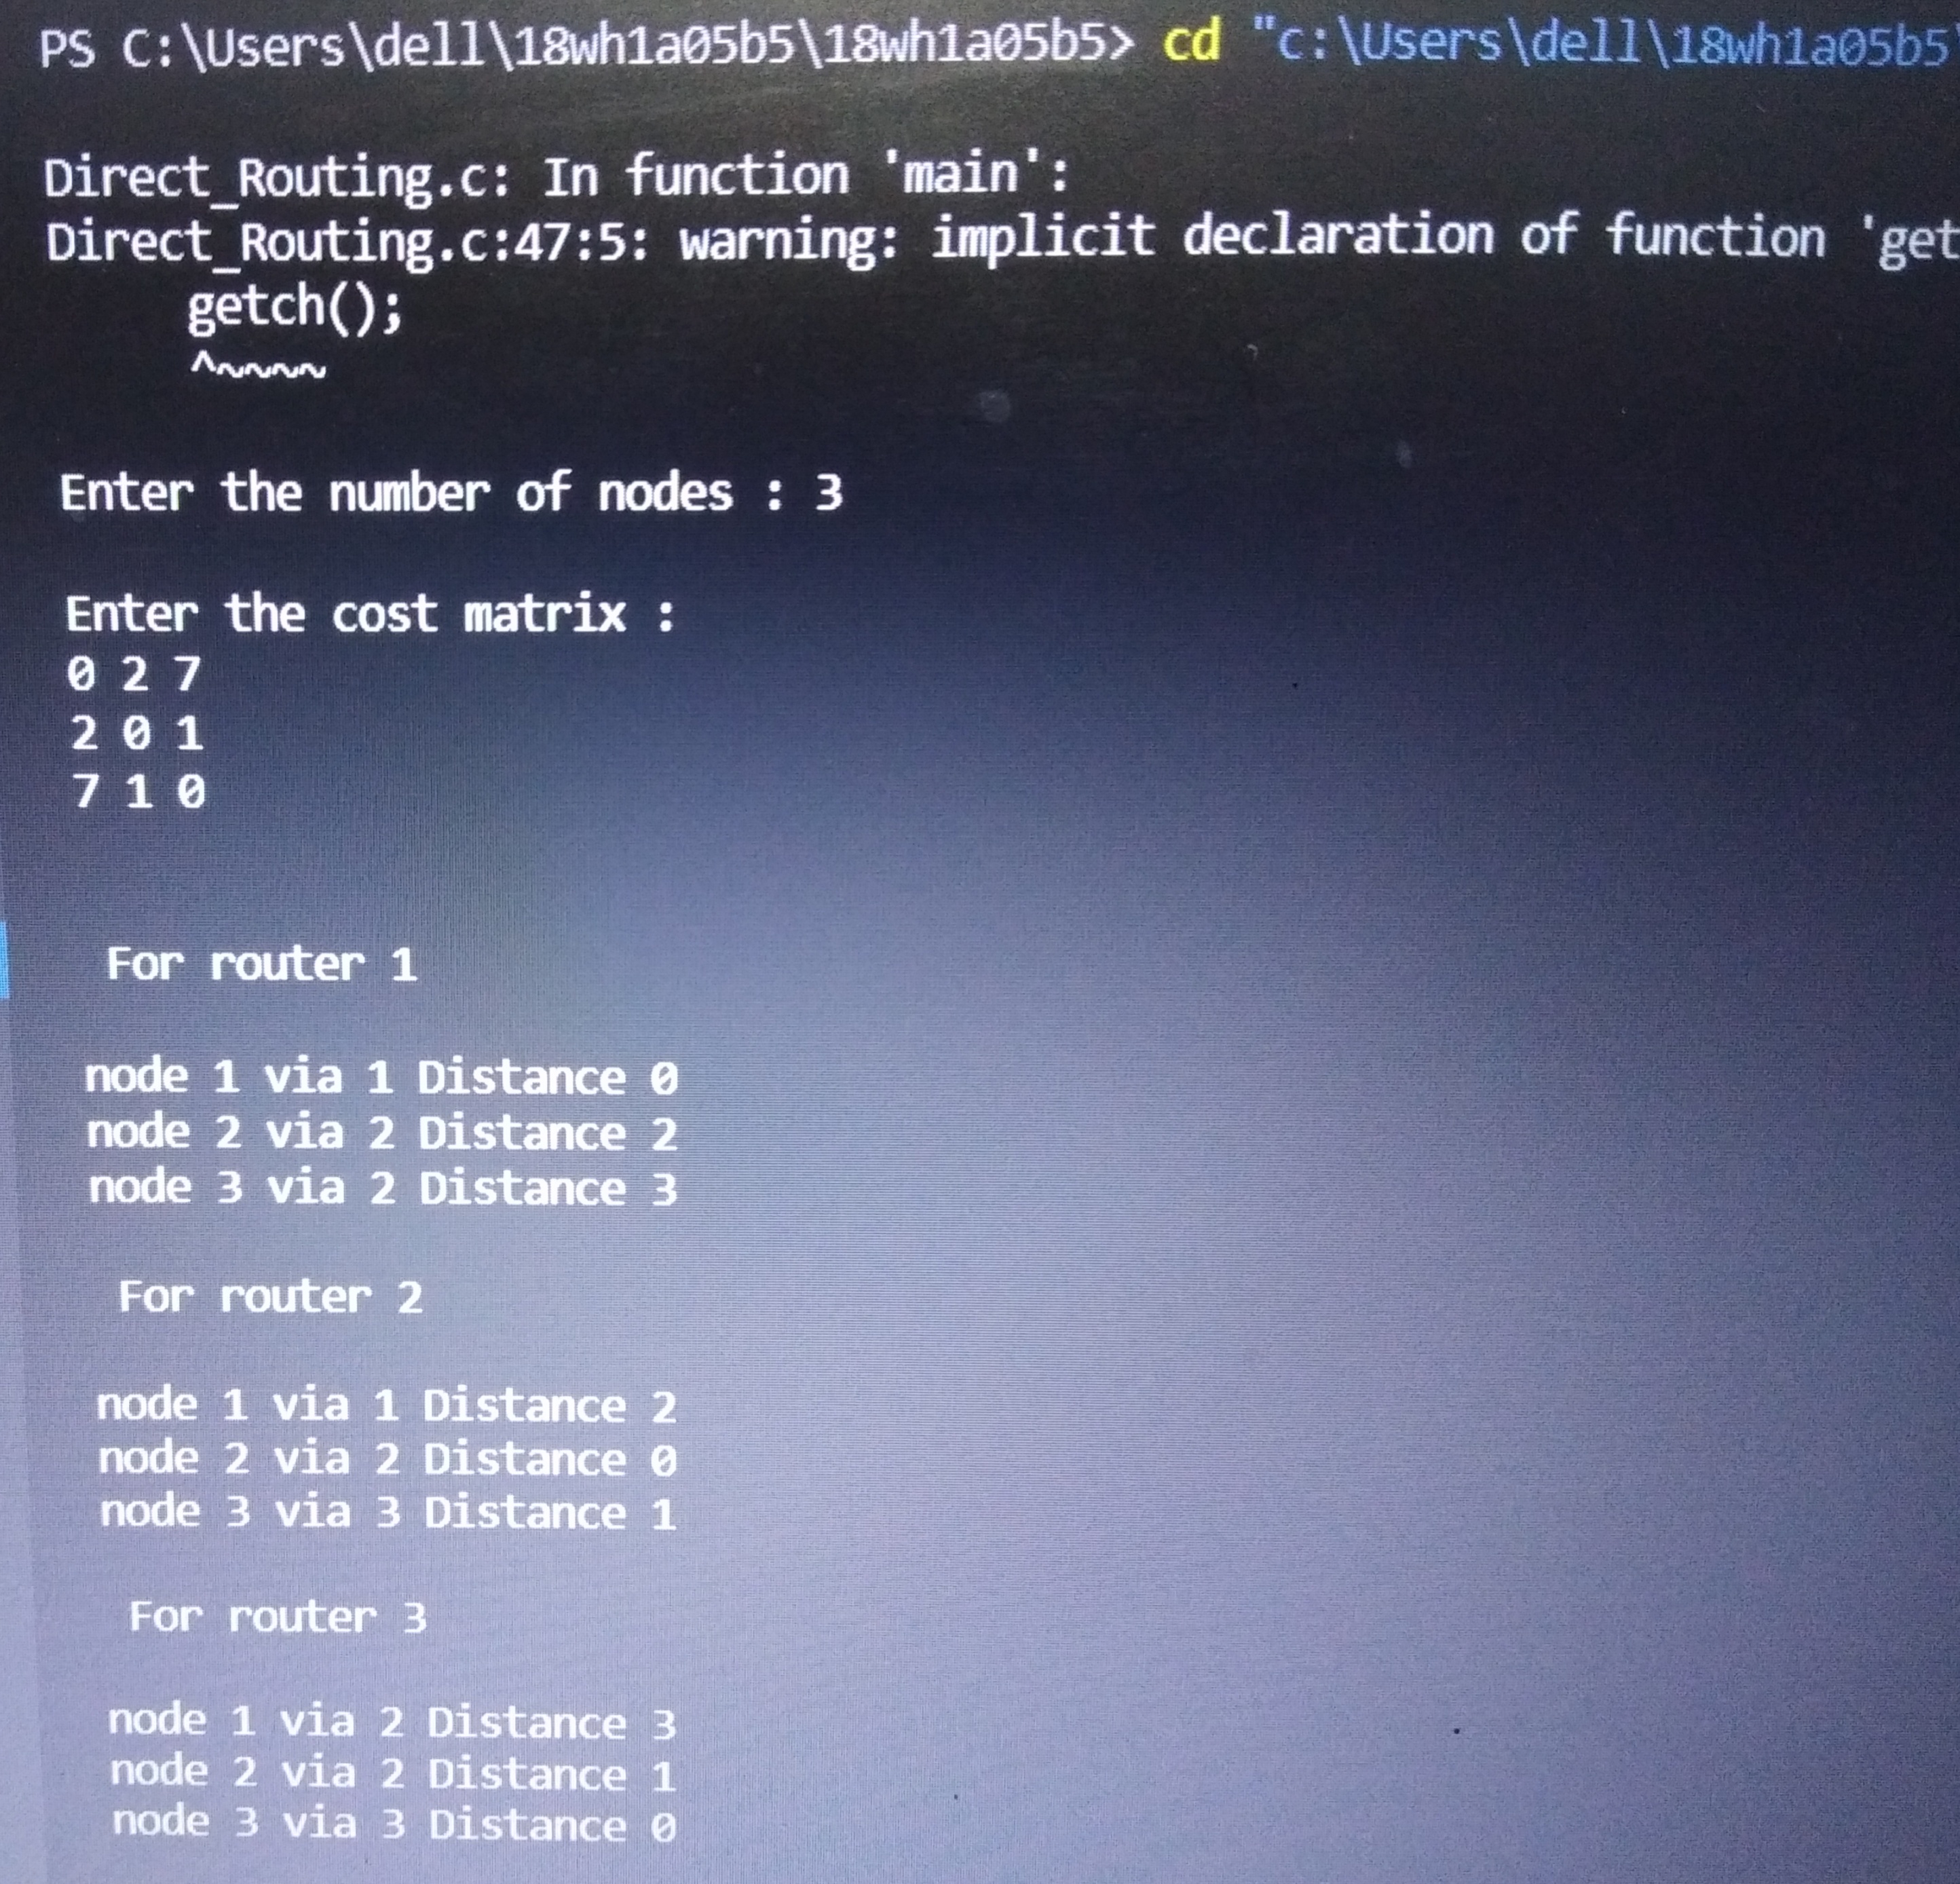 PS C:\Users\dell\18wh1a05b5\18wh1a05b5> cd "c:\Users\dell\18wh1a05b5
Direct_Routing.c: In function 'main':
Direct_Routing.c:47:5: warning: implicit declaration of function 'get
getch();
^~~~~
Enter the number of nodes : 3
Enter the cost matrix :
0 2 7
2 0 1
7 1 0
For router 1
node 1 via 1 Distance 0
node 2 via 2 Distance 2
node 3 via 2 Distance 3
For router 2
node 1 via 1 Distance 2
node 2 via 2 Distance 0
node 3 via 3 Distance 1
For router 3
node 1 via 2 Distance 3
node 2 via 2 Distance 1
node 3 via 3 Distance 0